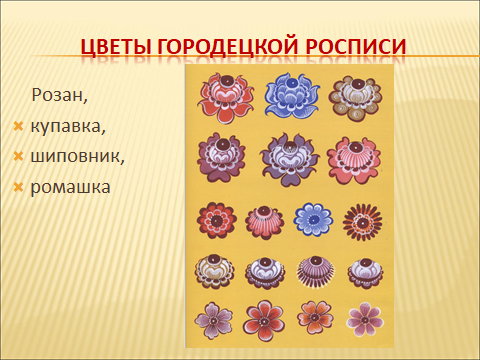 ЦВЕТЫ ГОРОДЕЦКОЙ РОСПИСИ
Розан,
купавка,
шиповник,
ромашка